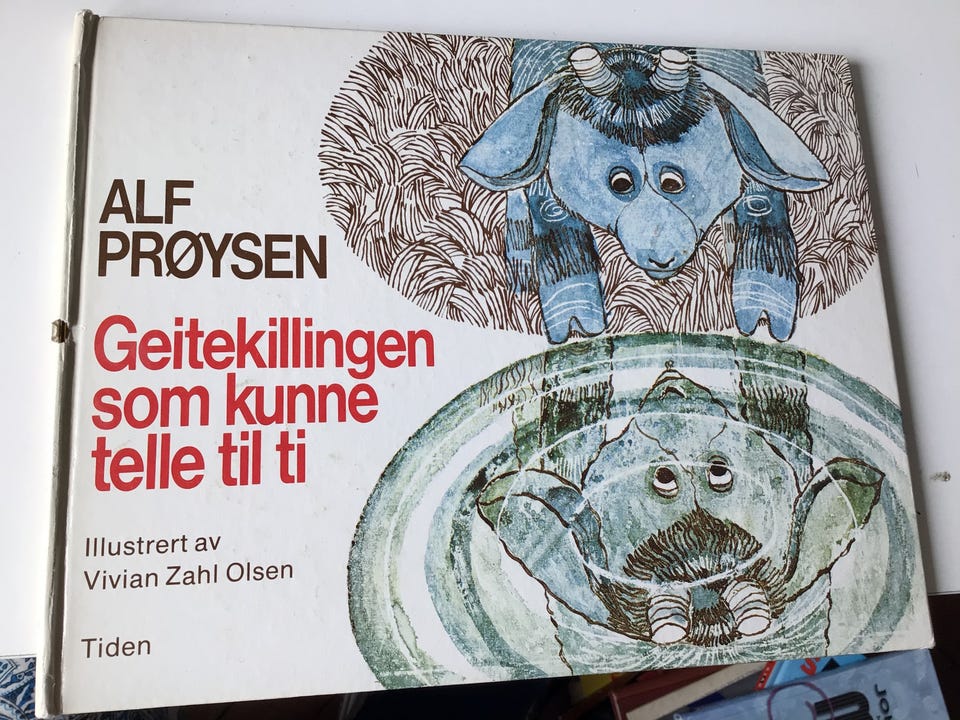 ALF
PRØYSEN
Geitekillingen
som kunne
telle til ti
Illustrert av
Vivian Zahl Olsen
Tiden